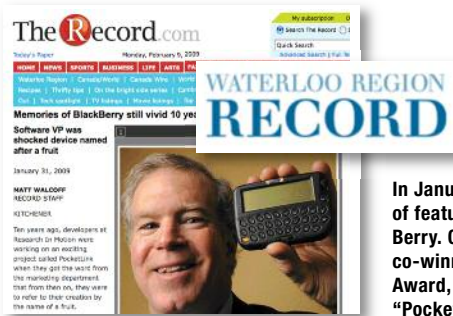 The Record.com
My subscription
Search The Record
Today's Paper
Quick Search
Advanced Search | Full
HOME NEWS SPORTS BUSINESS LIFE ARTS
Waterloo Region | Canada/World | Canada Wire | World
Recipes | Thrifty tips | On the bright side series |
Out | Tech spotlight | TV listings | Movie listings | Top
WATERLOO REGION
RECORD
Memories of BlackBerry still vivid 10 yea
Software VP was
shocked device named
after a fruit
January 31, 2009
MATT WALCOFF
RECORD STAFF
KITCHENER
Ten years ago, developers at
Research In Motion were
working on an exciting
project called PocketLink
when they got the word from
the marketing department
that from then on, they were
to refer to their creation by
the name of a fruit.
In Janu
of featu
Berry. C
co-winn
Award,
"Pocke